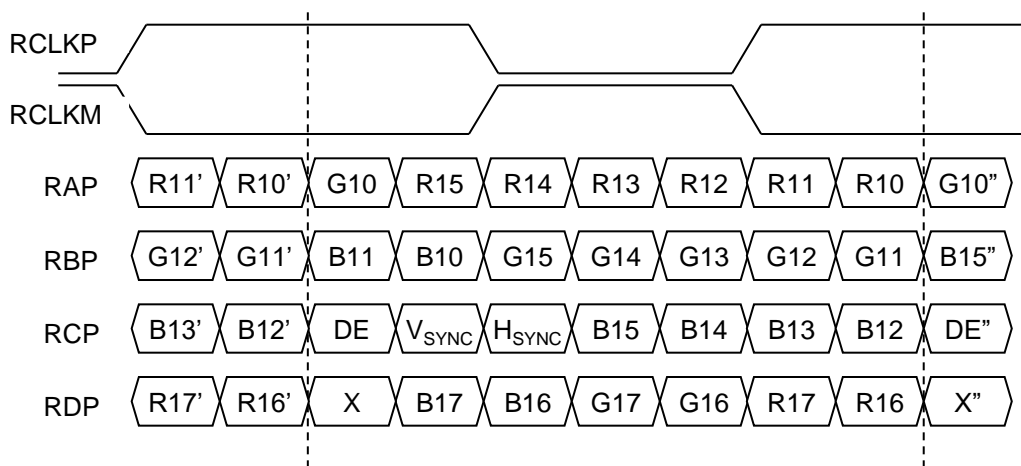 RCLKP
RCLKM
RAP R11’ R10’ G10 R15 R14 R13 R12 R11 R10 G10”
RBP G12’ G11’ B11 B10 G15 G14 G13 G12 G11 B15”
RCP B13’ B12’ DE VSYNC HSYNC B15 B14 B13 B12 DE”
RDP R17’ R16’ X B17 B16 G17 G16 R17 R16 X”